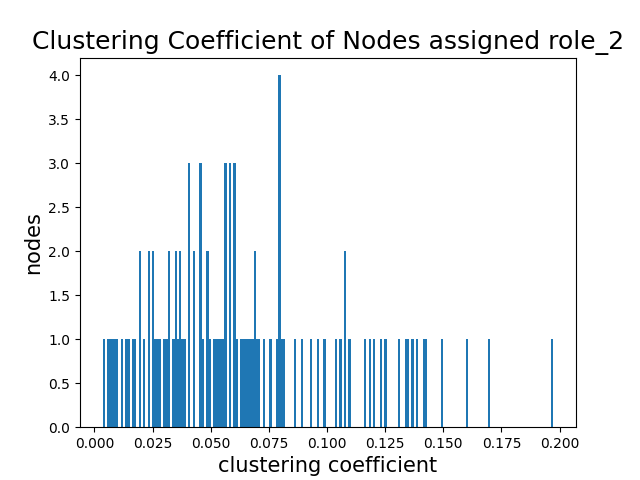 Clustering Coefficient of Nodes assigned role_2
4.0
3.5
3.0
2.5
2.0
1.5
1.0
0.5
0.0
nodes
0.000 0.025 0.050 0.075 0.100 0.125 0.150 0.175 0.200
clustering coefficient